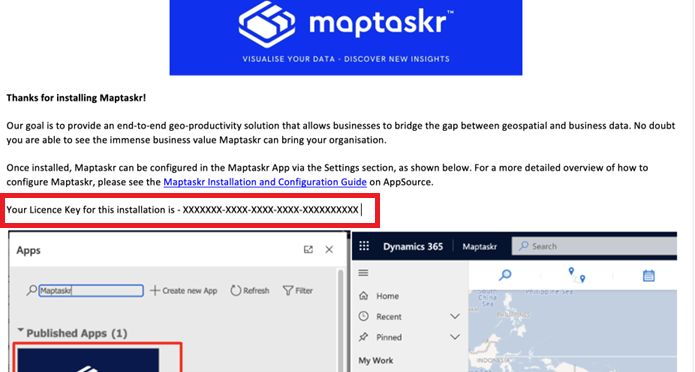 maptaskr™
VISUALISE YOUR DATA - DISCOVER NEW INSIGHTS
Thanks for installing Maptaskr!
Our goal is to provide an end-to-end geo-productivity solution that allows businesses to bridge the gap between geospatial and business data. No doubt
you are able to see the immense business value Maptaskr can bring your organisation.
Once installed, Maptaskr can be configured in the Maptaskr App via the Settings section, as shown below. For a more detailed overview of how to
configure Maptaskr, please see the Maptaskr Installation and Configuration Guide on AppSource.
Your Licence Key for this installation is - XXXXXXX-XXXX-XXXX-XXXX-XXXXXXXXXX
Apps
Maptaskr
Create new App
Refresh
Filter
Published Apps (1)
Dynamics 365
Maptaskr
Search
Home
Recent
Pinned
My Work
South
China
Sea
Philippine Sea
INDONESIA